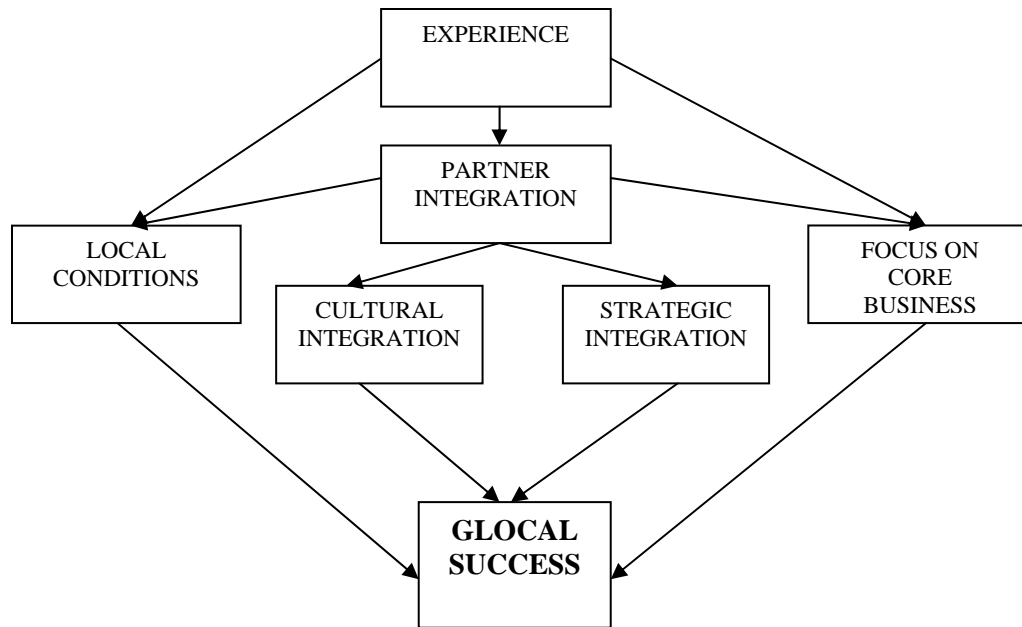 EXPERIENCE
PARTNER
INTEGRATION
LOCAL
CONDITIONS
FOCUS ON
CORE
BUSINESS
CULTURAL
INTEGRATION
STRATEGIC
INTEGRATION
GLOCAL
SUCCESS